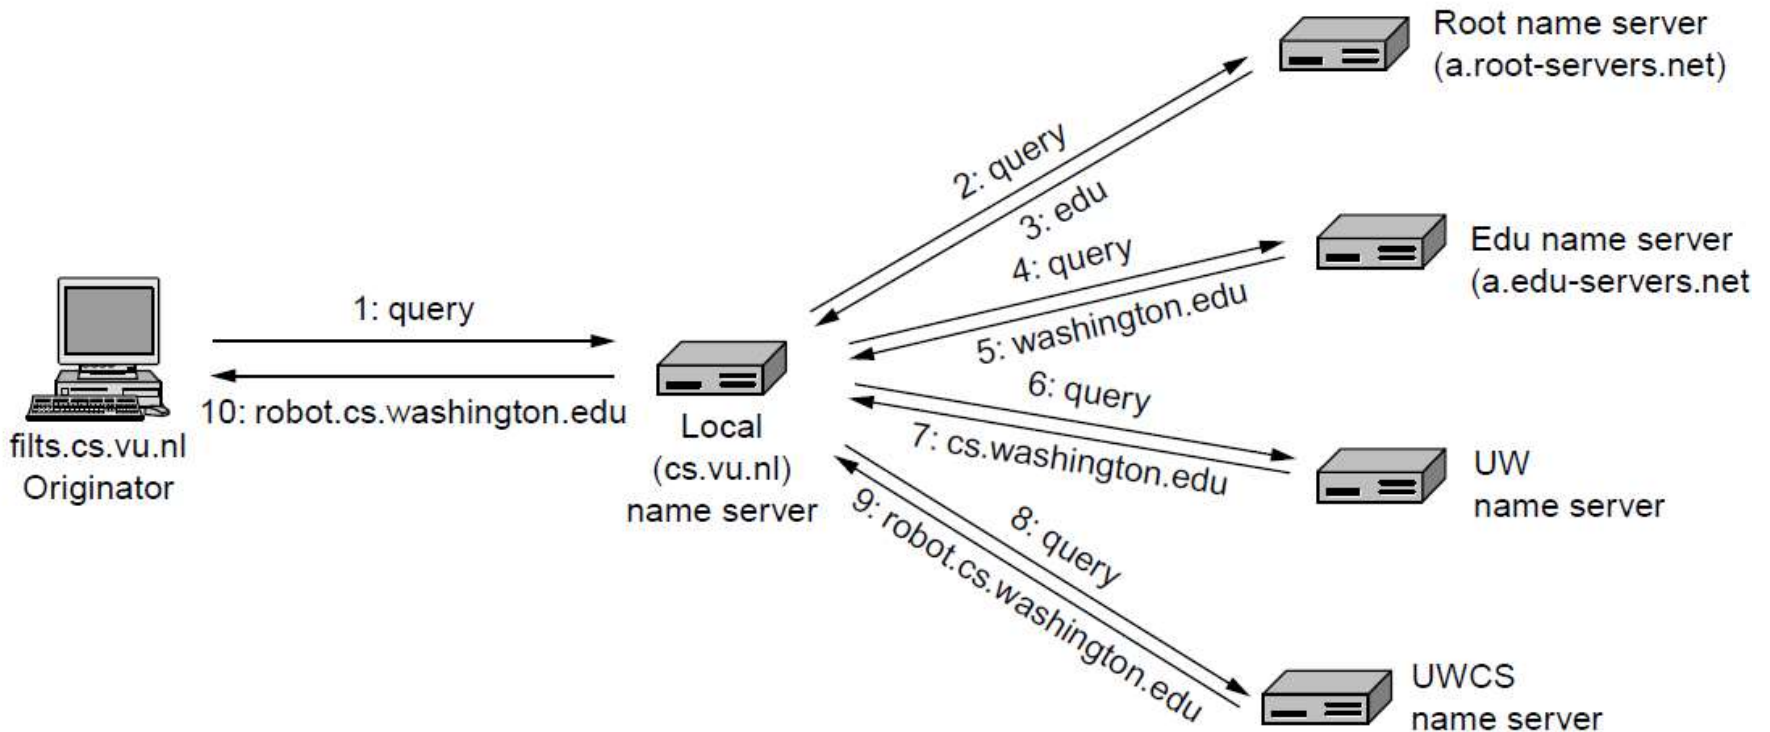 Root name server
(a.root-servers.net)
2: query
3: edu
4: query
5: washington.edu
Edu name server
(a.edu-servers.net
1: query
10: robot.cs.washington.edu
filts.cs.vu.nl
Originator
Local
(cs.vu.nl)
name server
6: query
7: cs.washington.edu
UW
name server
8: query
9: robot.cs.washington.edu
UWCS
name server